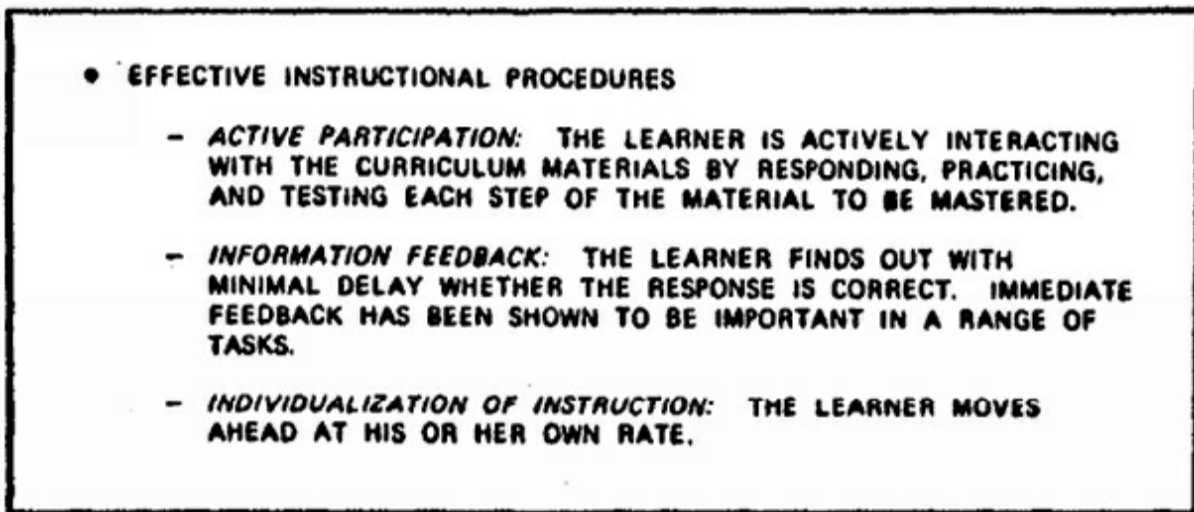 • EFFECTIVE INSTRUCTIONAL PROCEDURES
– ACTIVE PARTICIPATION: THE LEARNER IS ACTIVELY INTERACTING
WITH THE CURRICULUM MATERIALS BY RESPONDING, PRACTICING,
AND TESTING EACH STEP OF THE MATERIAL TO BE MASTERED.
– INFORMATION FEEDBACK: THE LEARNER FINDS OUT WITH
MINIMAL DELAY WHETHER THE RESPONSE IS CORRECT. IMMEDIATE
FEEDBACK HAS BEEN SHOWN TO BE IMPORTANT IN A RANGE OF
TASKS.
– INDIVIDUALIZATION OF INSTRUCTION: THE LEARNER MOVES
AHEAD AT HIS OR HER OWN RATE.